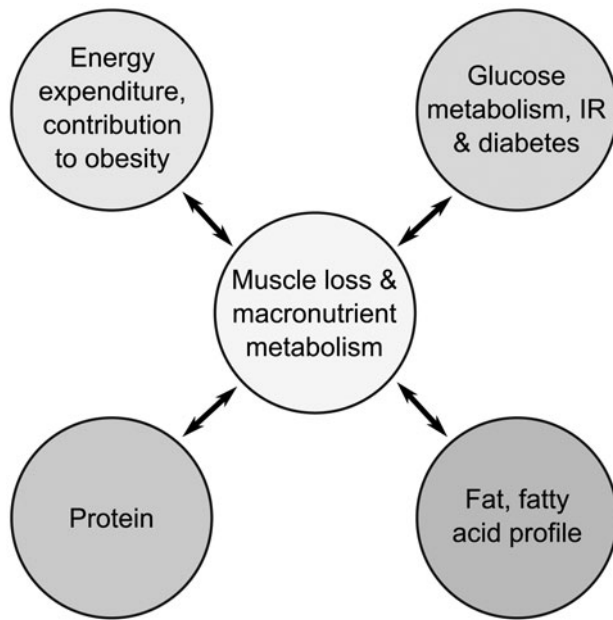 Energy
expenditure,
contribution
to obesity
Glucose
metabolism, IR
& diabetes
Muscle loss &
macronutrient
metabolism
Protein
Fat, fatty
acid profile